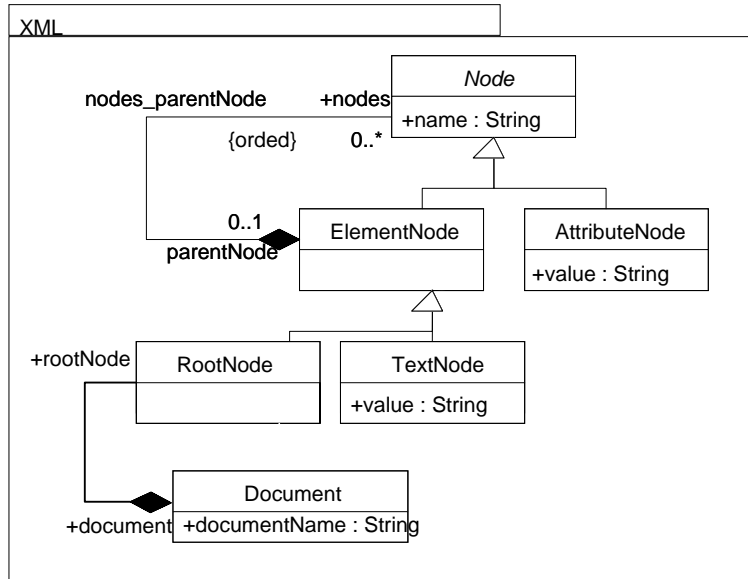 XML
Node
nodes_parentNode +nodes
+name : String
{orded} 0..*
0..1
ElementNode
AttributeNode
parentNode
+value : String
+rootNode
RootNode
TextNode
+value : String
Document
+document
+documentName : String